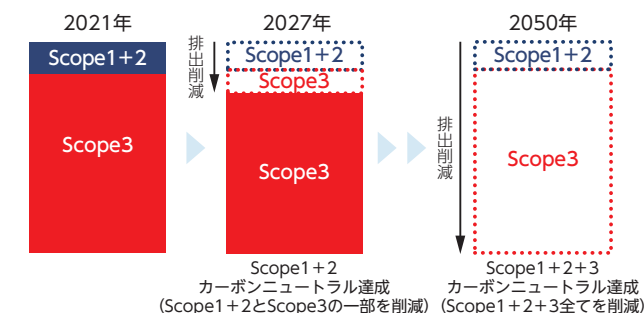 2021年
Scope1+2
Scope3
2027年
排出削減
Scope1+2
Scope3
Scope3
Scope1+2
カーボンニュートラル達成
(Scope1+2とScope3の一部を削減)
2050年
排出削減
Scope1+2
Scope3
Scope1+2+3
カーボンニュートラル達成
(Scope1+2+3全てを削減)